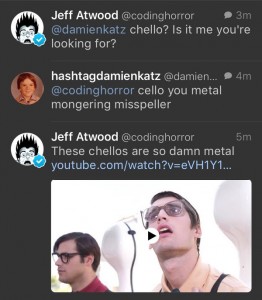 Jeff Atwood @codinghorror 3m
@damienkatz chello? Is it me you're
looking for?
hashtagdamienkatz @damien... 4m
@codinghorror cello you metal
mongering misspeller
Jeff Atwood @codinghorror 5m
These chellos are so damn metal
youtube.com/watch?v=eVH1Y1...